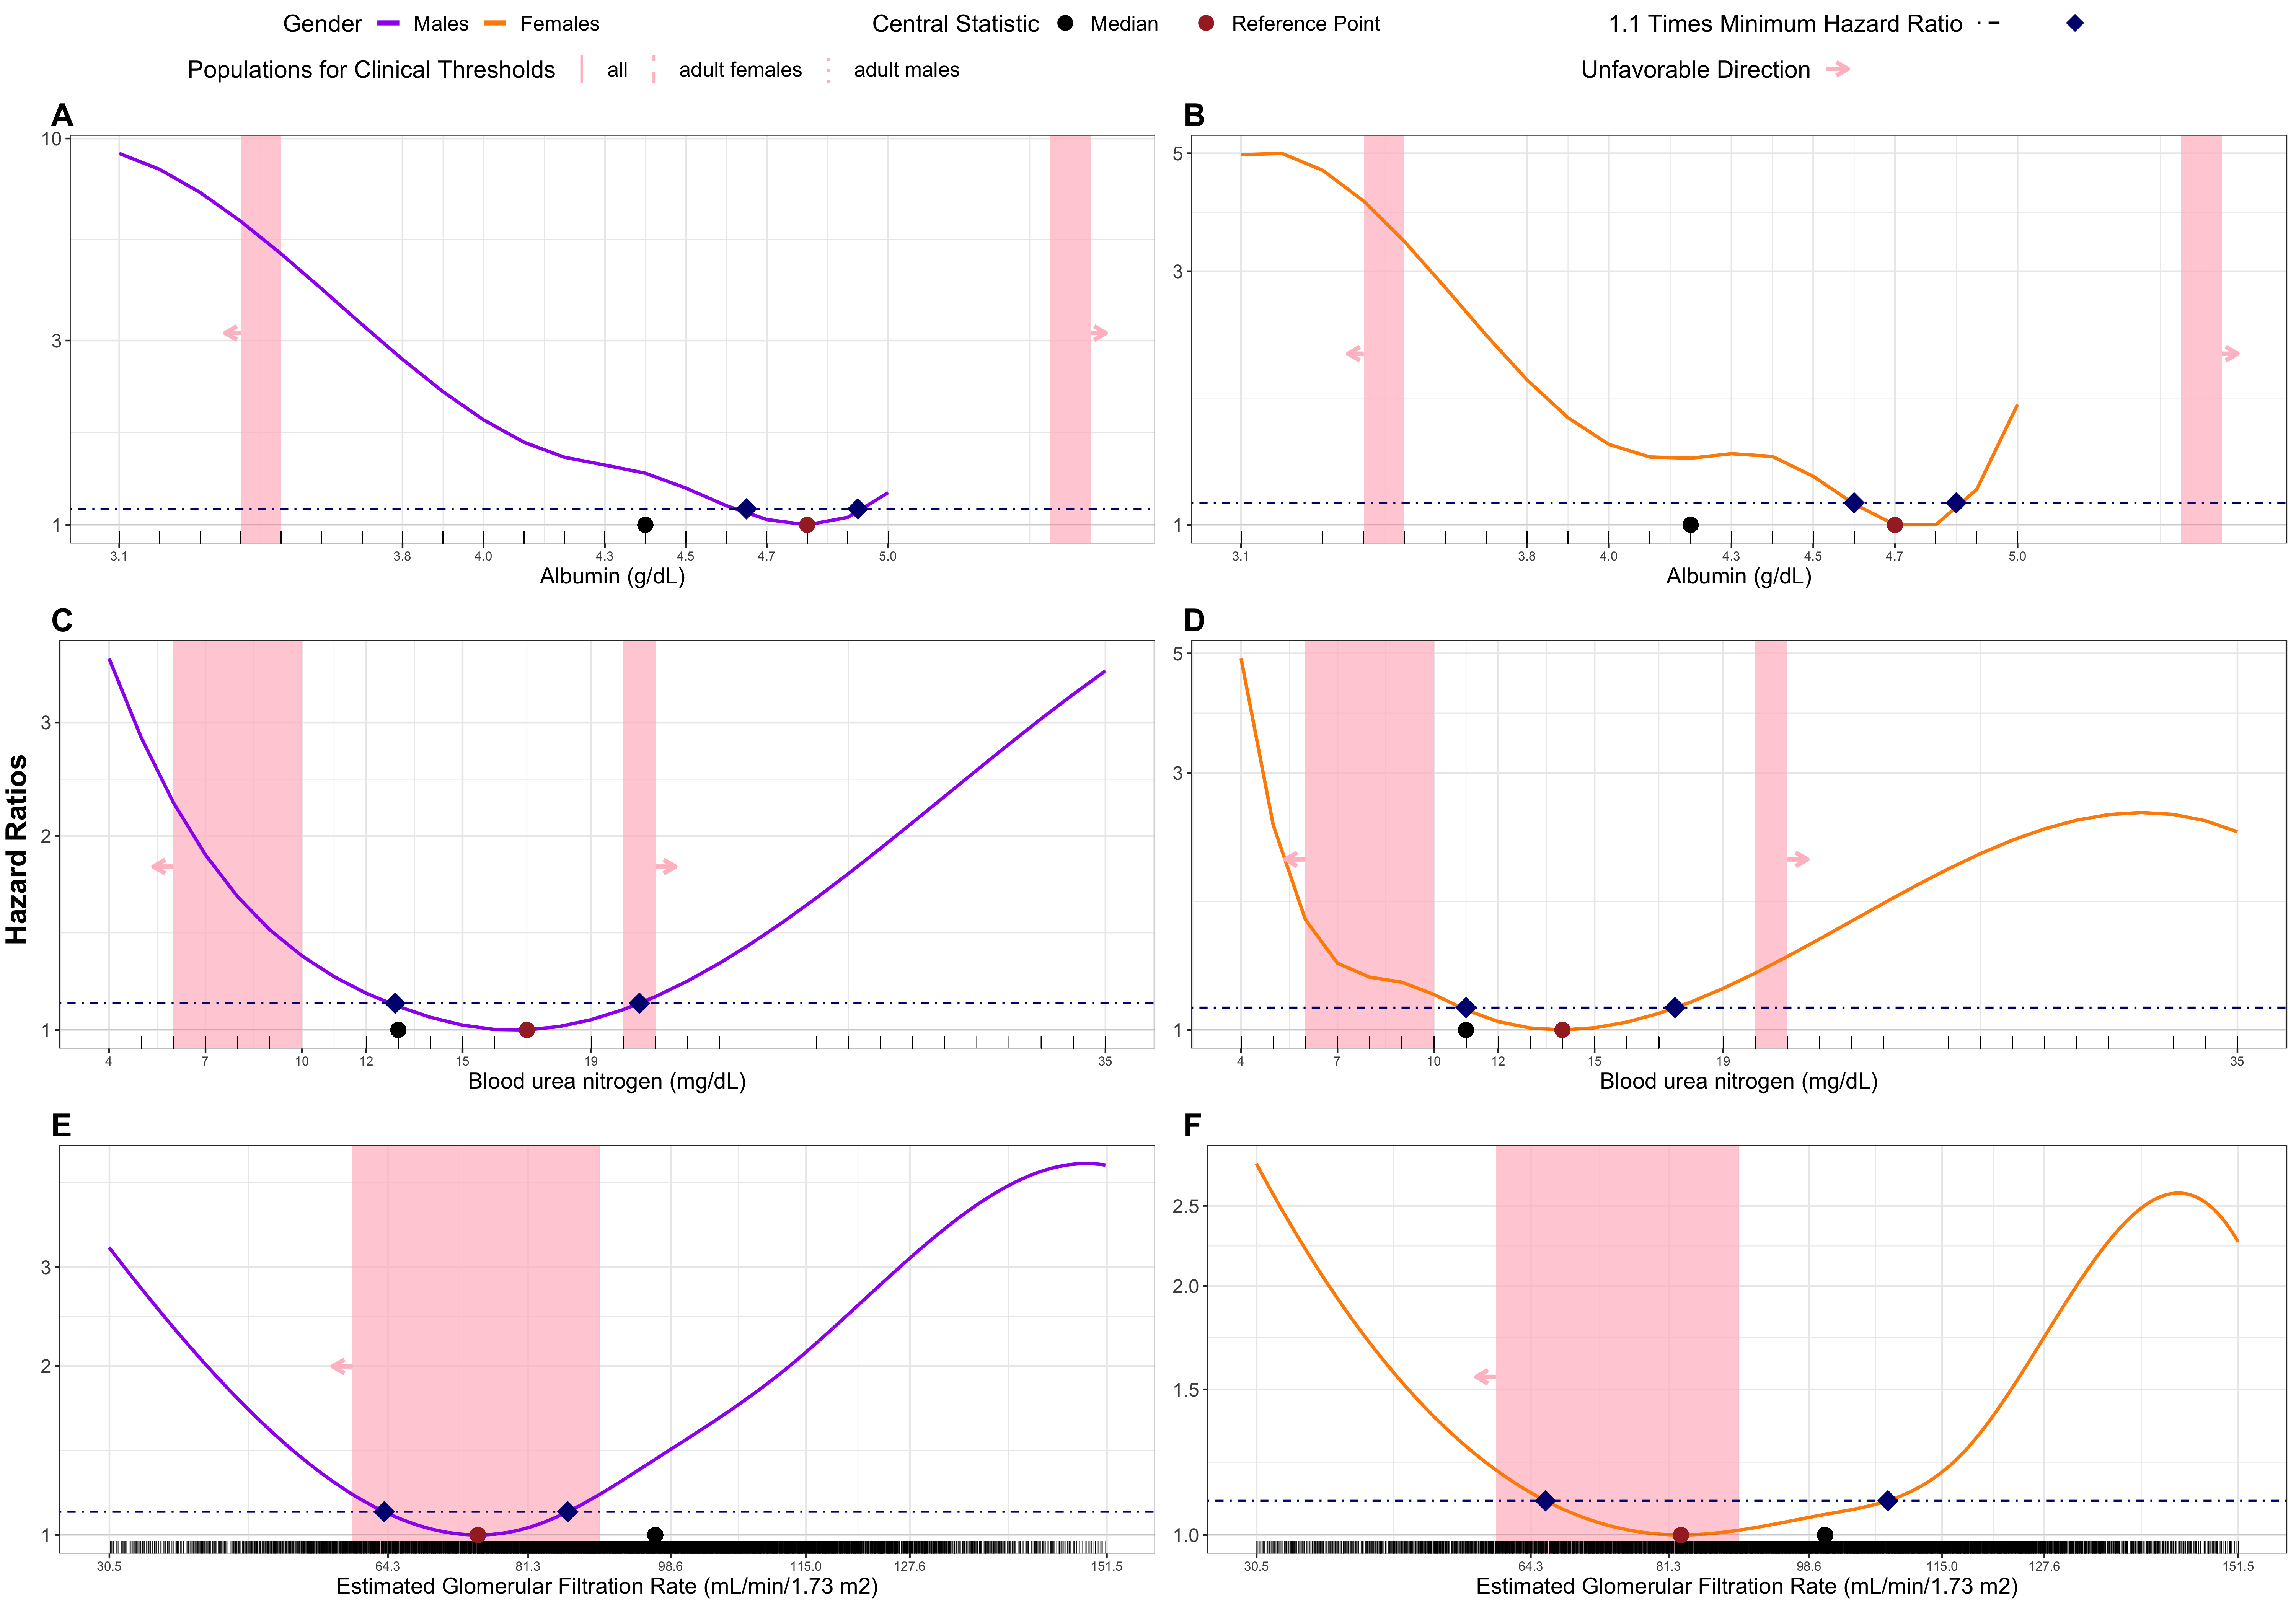 Gender Males Females Central Statistic Median Reference Point 1.1 Times Minimum Hazard Ratio
Populations for Clinical Thresholds all adult females adult males Unfavorable Direction
Hazard Ratios
A
10
3
1
3.1 3.8 4.0 4.3 4.5 4.7 5.0
Albumin (g/dL)
B
5
3
1
3.1 3.8 4.0 4.3 4.5 4.7 5.0
Albumin (g/dL)
C
3
2
1
4 7 10 12 15 19 35
Blood urea nitrogen (mg/dL)
D
5
3
1
4 7 10 12 15 19 35
Blood urea nitrogen (mg/dL)
E
3
2
1
30.5 64.3 81.3 98.6 115.0 127.6 151.5
Estimated Glomerular Filtration Rate (mL/min/1.73 m2)
F
2.5
2.0
1.5
1.0
30.5 64.3 81.3 98.6 115.0 127.6 151.5
Estimated Glomerular Filtration Rate (mL/min/1.73 m2)